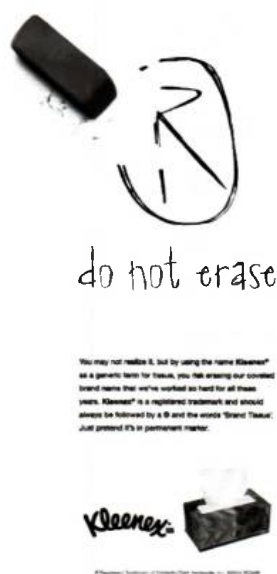 R
do not erase
You may not realize it, but by using the name Kleenex®
as a generic term for tissue, you risk erasing our coveted
brand name that we've worked so hard for all these
years. Kleenex® is a registered trademark and should
always be followed by a ® and the words 'Brand Tissue'.
Just pretend it's in permanent marker.
Kleenex®